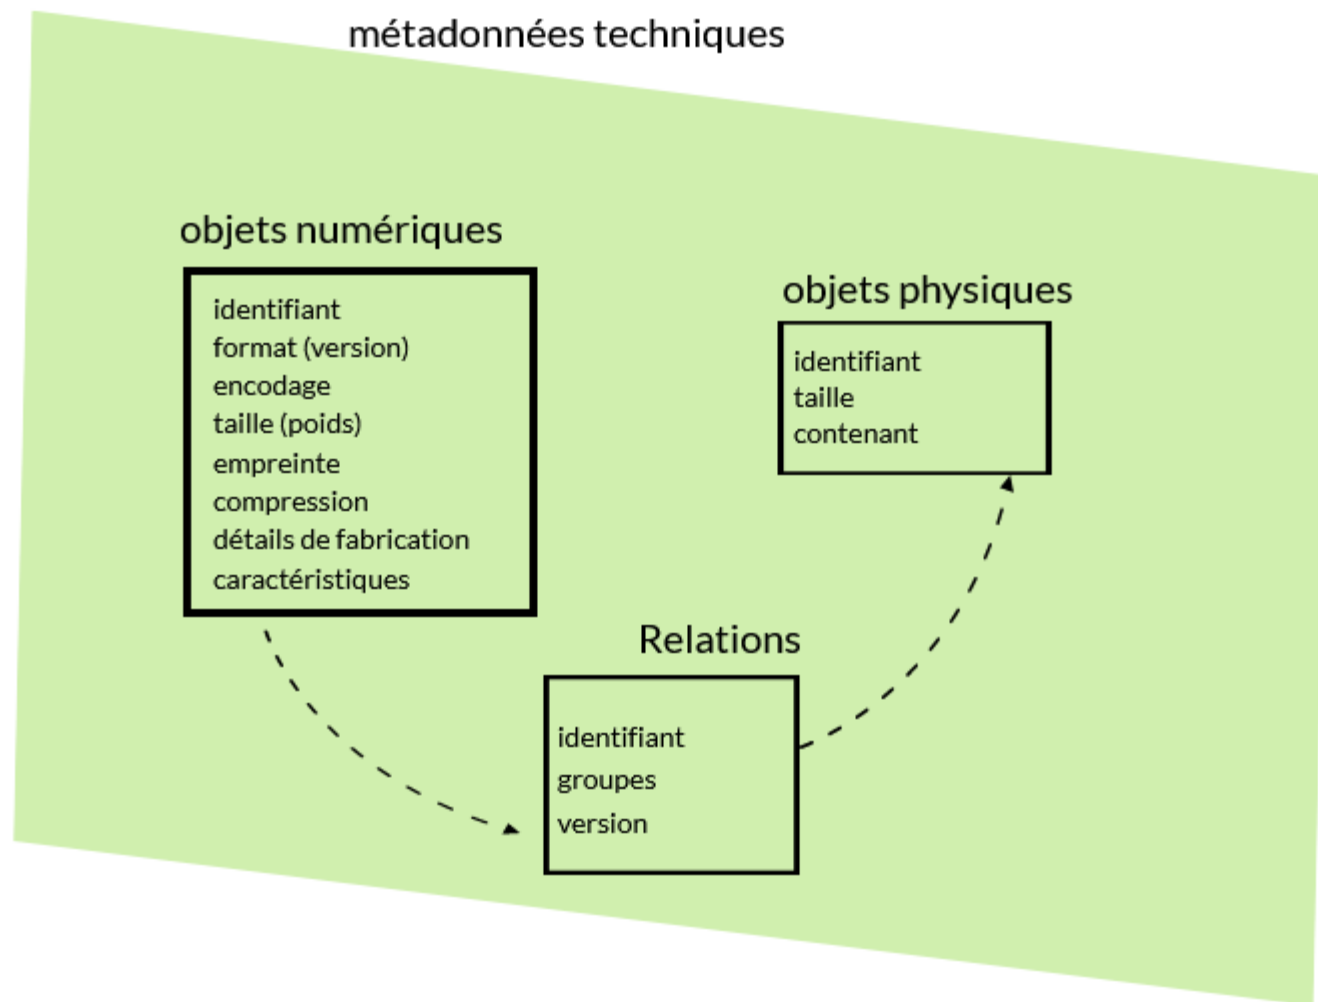 métadonnées techniques
objets numériques
identifiant
format (version)
encodage
taille (poids)
empreinte
compression
détails de fabrication
caractéristiques
objets physiques
identifiant
taille
contenant
Relations
identifiant
groupes
version